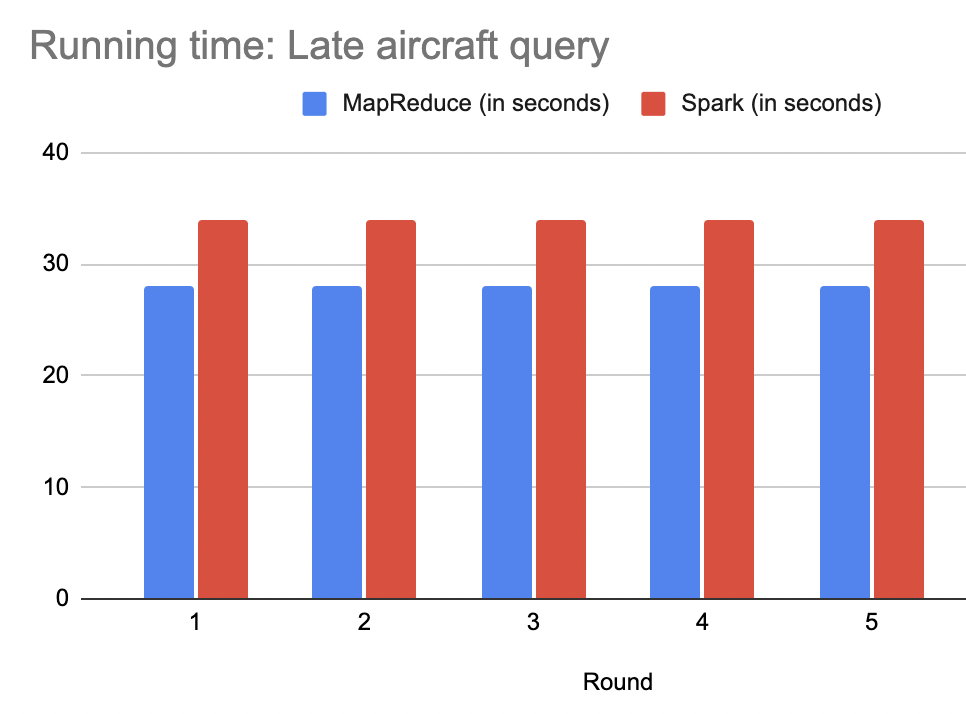 Running time: Late aircraft query
MapReduce (in seconds) Spark (in seconds)
40
30
20
10
0
1 2 3 4 5
Round